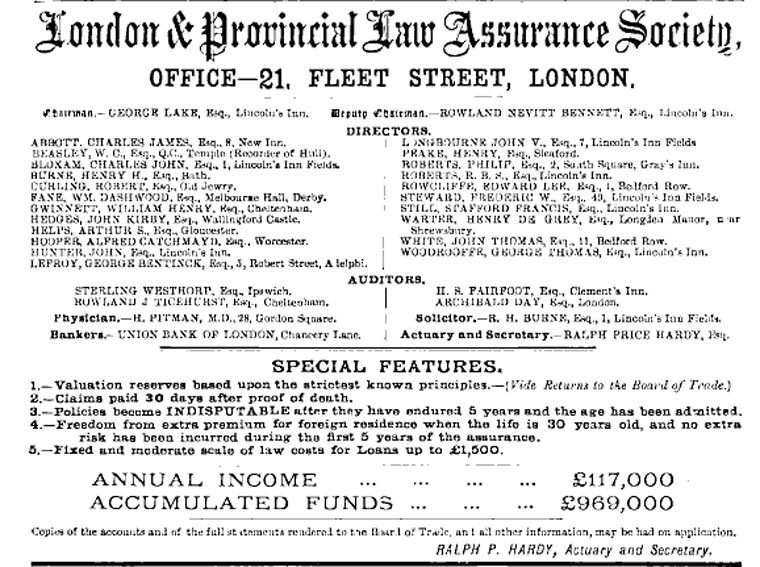 London & Provincial Law Assurance Society,
OFFICE—21, FLEET STREET, LONDON.
Chairman.—GEORGE LAKE, Esq., Lincoln's Inn. Deputy Chairman.—ROWLAND NEVITT BENNETT, Esq., Lincoln's Inn.
DIRECTORS.
ABBOTT, CHARLES JAMES, Esq., 8, New Inn.
BEASLEY, W. C., Esq., Q.C., Temple (Recorder of Hull).
BLOXAM, CHARLES JOHN, Esq., 1, Lincoln's Inn Fields.
BURNE, HENRY H., Esq., Bath.
CURLING, ROBERT, Esq., Old Jewry.
FANE, WM. DASHWOOD, Esq., Melbourne Hall, Derby.
GWINNETT, WILLIAM HENRY, Esq., Cheltenham.
HEDGES, JOHN KIRBY, Esq., Wallingford Castle.
HELPS, ARTHUR S., Esq., Gloucester.
HOOPER, ALFRED CATCHMAYD, Esq., Worcester.
HUNTER, JOHN, Esq., Lincoln's Inn.
LEFROY, GEORGE BENTINCK, Esq., 5, Robert Street, Adelphi.
LONGBOURNE JOHN V., Esq., 7, Lincoln's Inn Fields
PEAKE, HENRY, Esq., Sleaford.
ROBERTS, PHILIP, Esq., 2, South Square, Gray's Inn.
ROBERTS, R. B. S., Esq., Lincoln's Inn.
ROWCLIFFE, EDWARD LEE, Esq., 1, Bedford Row.
STEWARD, FREDERIC W., Esq., 49, Lincoln's Inn Fields.
STILL, STAFFORD FRANCIS, Esq., Lincoln's Inn.
WARTER, HENRY DE GREY, Esq., Longden Manor, near
Shrewsbury.
WHITE, JOHN THOMAS, Esq., 11, Bedford Row.
WOODROOFFE, GEORGE THOMAS, Esq., Lincoln's Inn
AUDITORS.
STERLING WESTHORP, Esq., Ipswich.
ROWLAND J TICEHURST, Esq., Cheltenham.
H. S. FAIRFOOT, Esq., Clement's Inn.
ARCHIBALD DAY, Esq., London.
Physician.—H. PITMAN, M.D., 28, Gordon Square.
Solicitor.—R. H. BURNE, Esq., 1, Lincoln's Inn Fields.
Bankers.—UNION BANK OF LONDON, Chancery Lane.
Actuary and Secretary.—RALPH PRICE HARDY, Esq.
SPECIAL FEATURES.
1.—Valuation reserves based upon the strictest known principles.—(Vide Returns to the Board of Trade.)
2.—Claims paid 30 days after proof of death.
3.—Policies become INDISPUTABLE after they have endured 5 years and the age has been admitted.
4.—Freedom from extra premium for foreign residence when the life is 30 years old, and no extra
risk has been incurred during the first 5 years of the assurance.
5.—Fixed and moderate scale of law costs for Loans up to £1,500.
ANNUAL INCOME ... ... ... £117,000
ACCUMULATED FUNDS ... ... ... £969,000
Copies of the accounts and of the full statements rendered to the Board of Trade, and all other information, may be had on application.
RALPH P. HARDY, Actuary and Secretary.